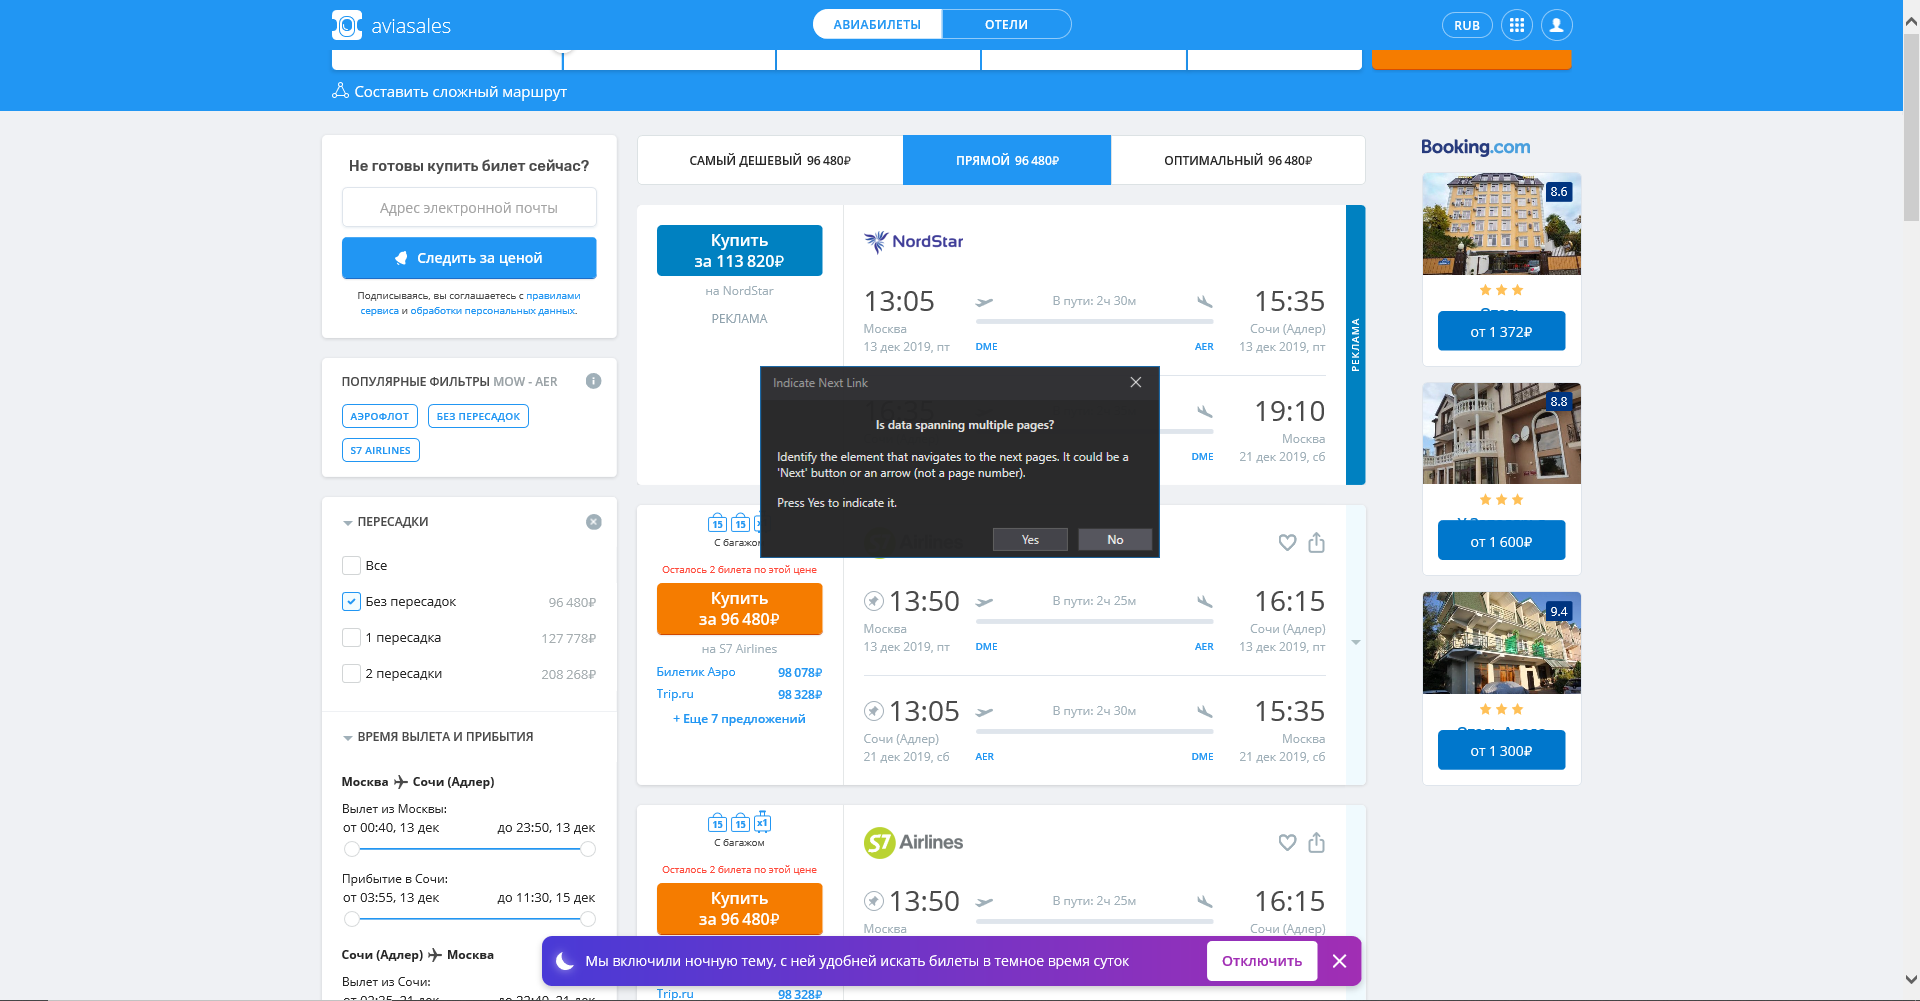 aviasales
АВИАБИЛЕТЫ
ОТЕЛИ
RUB
Составить сложный маршрут
Не готовы купить билет сейчас?
Адрес электронной почты
Следить за ценой
Подписываясь, вы соглашаетесь с правилами
сервиса и обработки персональных данных.
ПОПУЛЯРНЫЕ ФИЛЬТРЫ MOW - AER
АЭРОФЛОТ
БЕЗ ПЕРЕСАДОК
S7 AIRLINES
ПЕРЕСАДКИ
Все
Без пересадок 96 480₽
1 пересадка 127 778₽
2 пересадки 208 268₽
ВРЕМЯ ВЫЛЕТА И ПРИБЫТИЯ
Москва Сочи (Адлер)
Вылет из Москвы:
от 00:40, 13 дек до 23:50, 13 дек
Прибытие в Сочи:
от 03:55, 13 дек до 11:30, 15 дек
Сочи (Адлер) Москва
Вылет из Сочи:
САМЫЙ ДЕШЕВЫЙ 96 480₽
ПРЯМОЙ 96 480₽
ОПТИМАЛЬНЫЙ 96 480₽
Купить
за 113 820₽
на NordStar
РЕКЛАМА
NordStar
13:05 В пути: 2ч 30м 15:35
Москва Сочи (Адлер)
13 дек 2019, пт DME AER 13 дек 2019, пт
16:35 19:10
Москва
DME 21 дек 2019, сб
РЕКЛАМА
Indicate Next Link
Is data spanning multiple pages?
Identify the element that navigates to the next pages. It could be a
'Next' button or an arrow (not a page number).
Press Yes to indicate it.
Yes
No
15 15
С багажом
Осталось 2 билета по этой цене
Купить
за 96 480₽
на S7 Airlines
Билетик Аэро 98 078₽
Trip.ru 98 328₽
+ Еще 7 предложений
Airlines
13:50 В пути: 2ч 25м 16:15
Москва Сочи (Адлер)
13 дек 2019, пт DME AER 13 дек 2019, пт
13:05 В пути: 2ч 30м 15:35
Сочи (Адлер) Москва
21 дек 2019, сб AER DME 21 дек 2019, сб
15 15 x1
С багажом
Осталось 2 билета по этой цене
Купить
за 96 480₽
Trip.ru 98 328₽
S7 Airlines
13:50 В пути: 2ч 25м 16:15
Москва Сочи (Адлер)
Мы включили ночную тему, с ней удобней искать билеты в темное время суток
Отключить
Booking.com
8.6
от 1 372₽
8.8
от 1 600₽
9.4
от 1 300₽